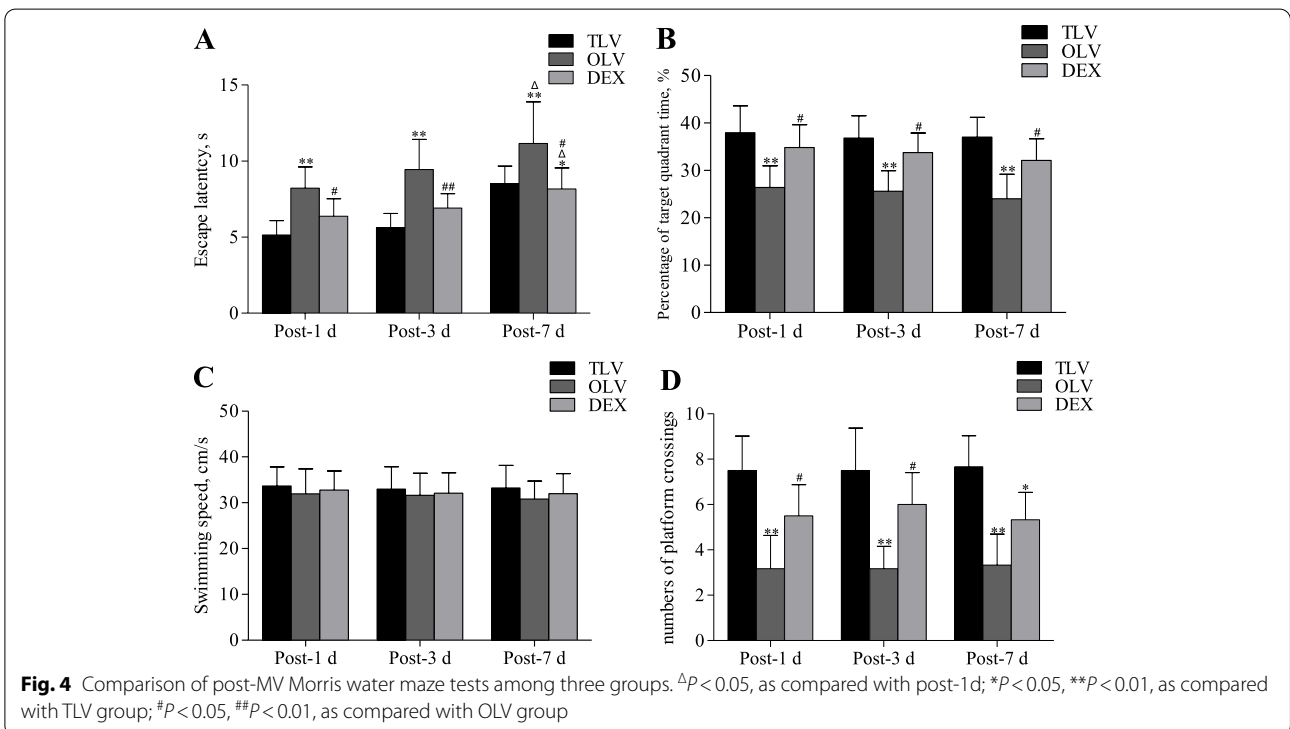 A
TLV
OLV
DEX
Escape latentcy, s
15
10
5
0
**
#
**
##
Δ
**
#
Δ
*
Post-1 d Post-3 d Post-7 d
B
TLV
OLV
DEX
Percentage of target quadrant time, %
50
40
30
20
10
0
**
#
**
#
**
#
Post-1 d Post-3 d Post-7 d
C
TLV
OLV
DEX
Swimming speed, cm/s
50
40
30
20
10
0
Post-1 d Post-3 d Post-7 d
D
TLV
OLV
DEX
numbers of platform crossings
10
8
6
4
2
0
**
#
**
#
**
*
Post-1 d Post-3 d Post-7 d
Fig. 4 Comparison of post-MV Morris water maze tests among three groups. ΔP < 0.05, as compared with post-1d; *P < 0.05, **P < 0.01, as compared
with TLV group; #P < 0.05, ##P < 0.01, as compared with OLV group